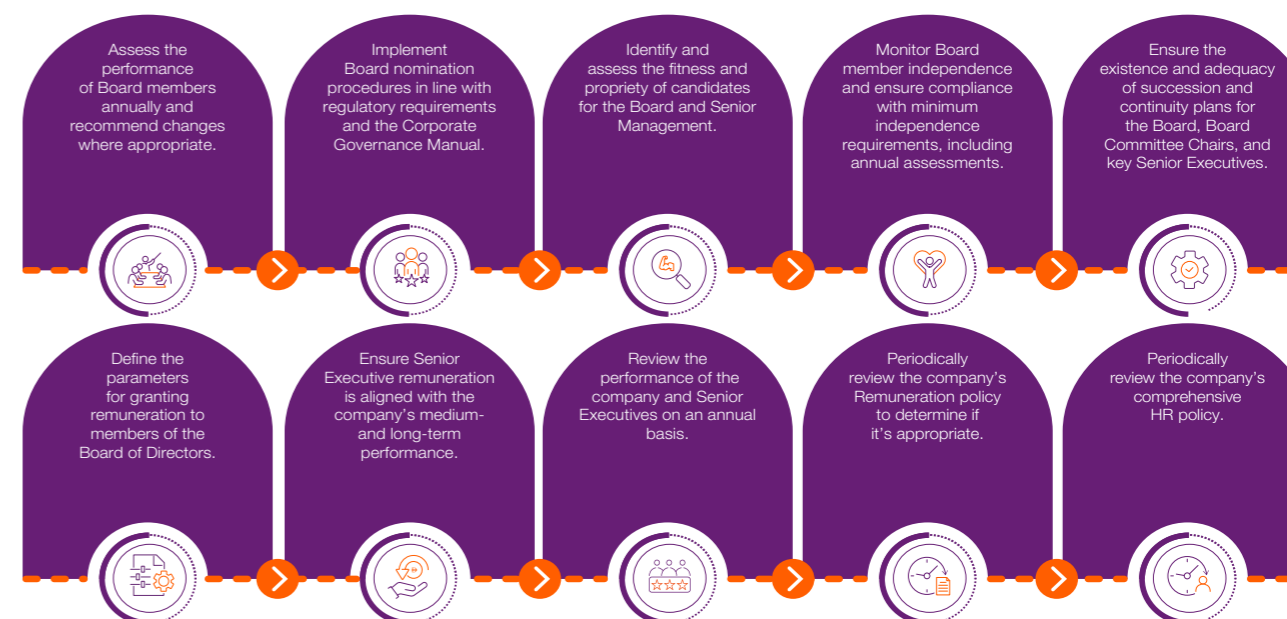 Assess the
performance
of Board members
annually and
recommend changes
where appropriate.
Implement
Board nomination
procedures in line with
regulatory requirements
and the Corporate
Governance Manual.
Identify and
assess the fitness and
propriety of candidates
for the Board and Senior
Management.
Monitor Board
member independence
and ensure compliance
with minimum
independence
requirements, including
annual assessments.
Ensure the
existence and adequacy
of succession and
continuity plans for
the Board, Board
Committee Chairs, and
key Senior Executives.
Define the
parameters
for granting
remuneration to
members of the
Board of Directors.
Ensure Senior
Executive remuneration
is aligned with the
company's medium-
and long-term
performance.
Review the
performance of the
company and Senior
Executives on an annual
basis.
Periodically
review the company's
Remuneration policy
to determine if
it's appropriate.
Periodically
review the company's
comprehensive
HR policy.